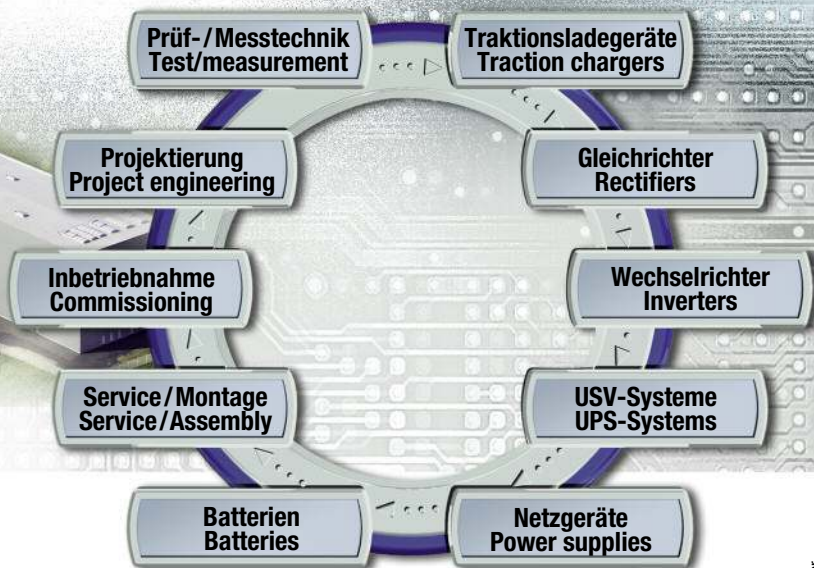 Prüf-/Messtechnik
Test/measurement
Traktionsladegeräte
Traction chargers
Projektierung
Project engineering
Gleichrichter
Rectifiers
Inbetriebnahme
Commissioning
Wechselrichter
Inverters
Service/Montage
Service/Assembly
USV-Systeme
UPS-Systems
Batterien
Batteries
Netzgeräte
Power supplies